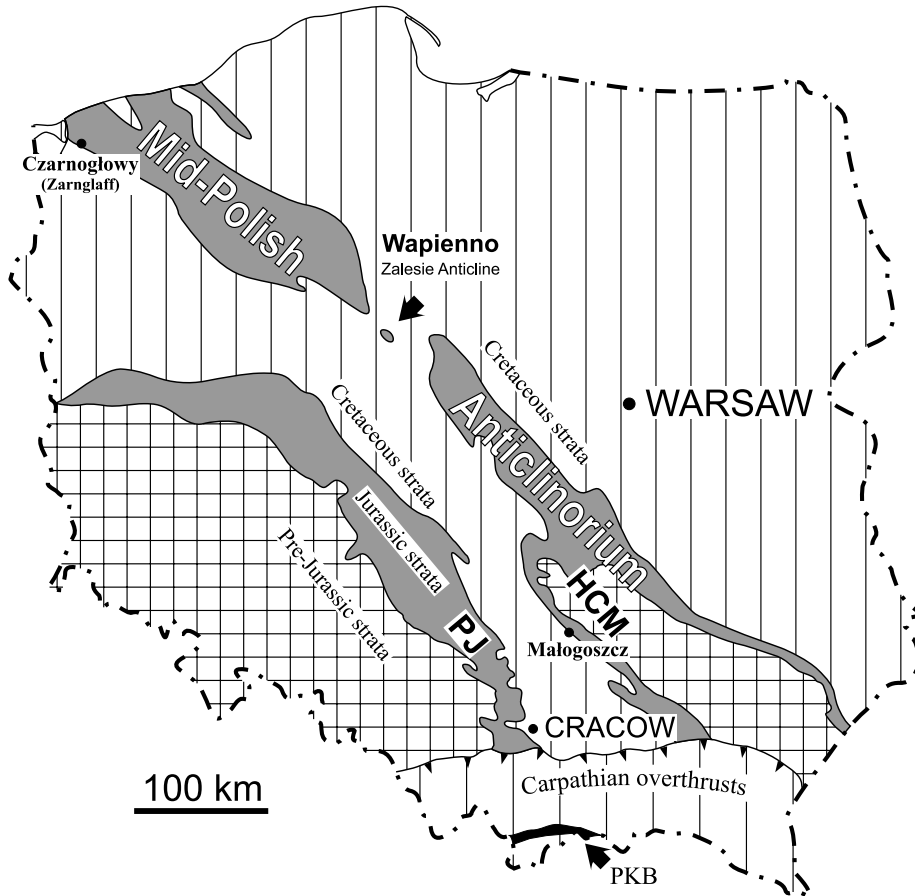 Mid-Polish
Czarnogłowy
(Zarnglaff)
Wapienno
Zalesie Anticline
Cretaceous strata
WARSAW
Anticlinorium
Cretaceous strata
Jurassic strata
Pre-Jurassic strata
HCM
PJ
Małogoszcz
CRACOW
Carpathian overthrusts
100 km
PKB